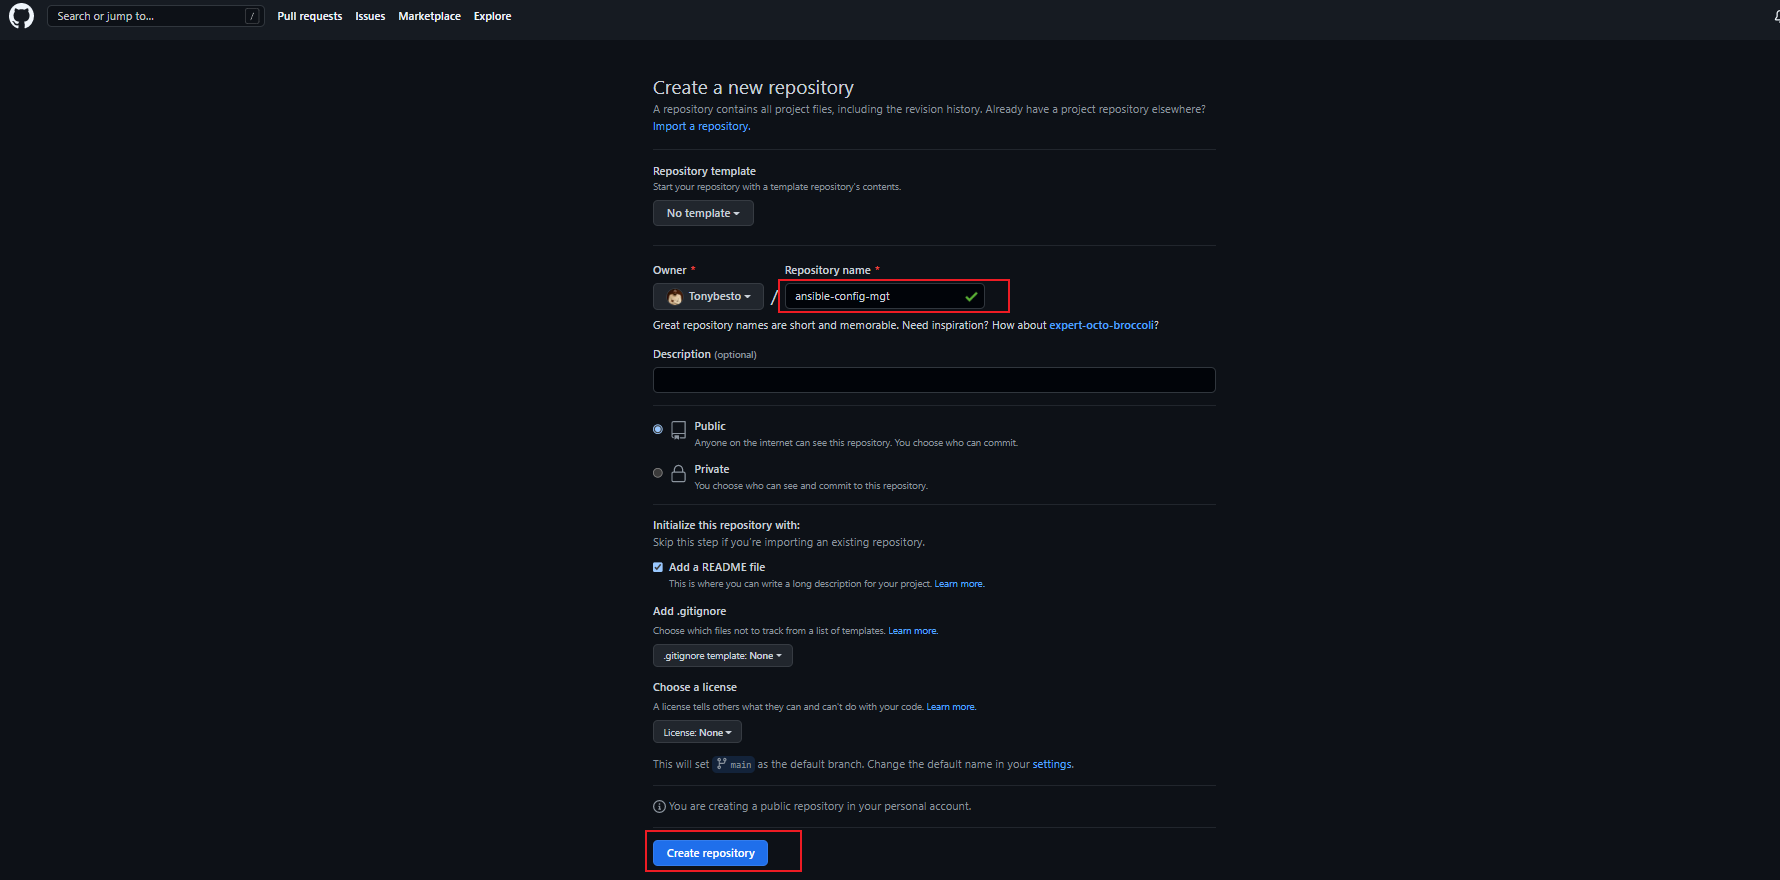 Search or jump to... /
Pull requests Issues Marketplace Explore
Create a new repository
A repository contains all project files, including the revision history. Already have a project repository elsewhere?
Import a repository.
Repository template
Start your repository with a template repository's contents.
No template
Owner * Repository name *
Tonybesto / ansible-config-mgt
Great repository names are short and memorable. Need inspiration? How about expert-octo-broccoli?
Description (optional)
Public
Anyone on the internet can see this repository. You choose who can commit.
Private
You choose who can see and commit to this repository.
Initialize this repository with:
Skip this step if you're importing an existing repository.
Add a README file
This is where you can write a long description for your project. Learn more.
Add .gitignore
Choose which files not to track from a list of templates. Learn more.
.gitignore template: None
Choose a license
A license tells others what they can and can't do with your code. Learn more.
License: None
This will set main as the default branch. Change the default name in your settings.
You are creating a public repository in your personal account.
Create repository